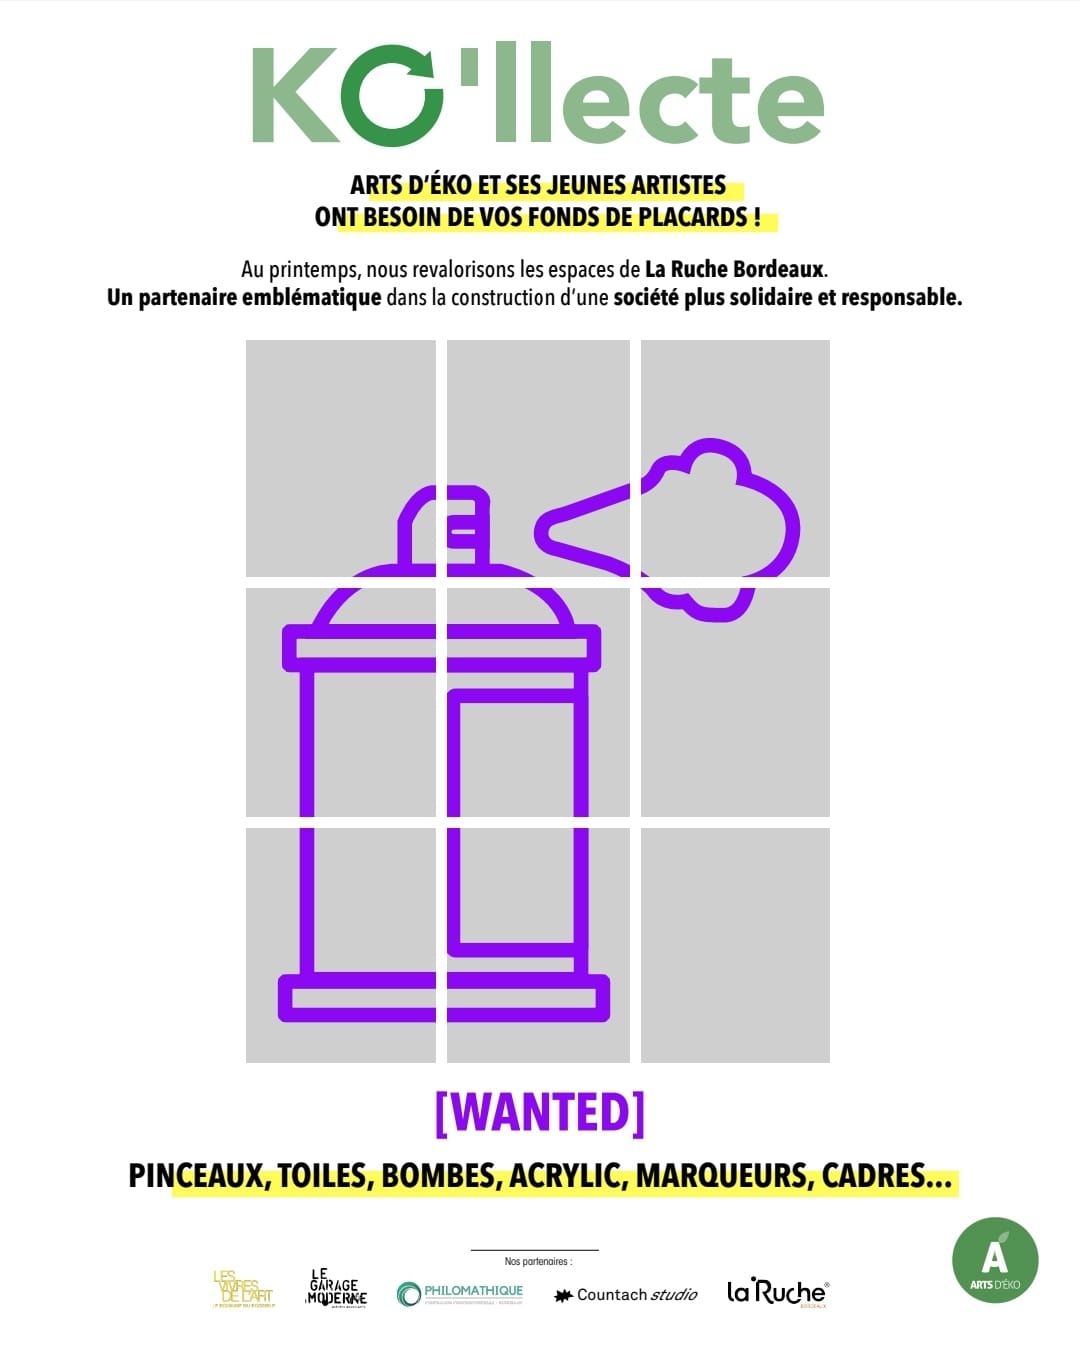 KO'llecte
ARTS D'ÉKO ET SES JEUNES ARTISTES
ONT BESOIN DE VOS FONDS DE PLACARDS !
Au printemps, nous revalorisons les espaces de La Ruche Bordeaux.
Un partenaire emblématique dans la construction d'une société plus solidaire et responsable.
[WANTED]
PINCEAUX, TOILES, BOMBES, ACRYLIC, MARQUEURS, CADRES...
Nos partenaires :
LES
VIVRES
DE L'ART
LE
GARAGE
MODERNE
PHILOMATHIQUE
Countach studio
la Ruche®
BORDEAUX
A
ARTS D'ÉKO